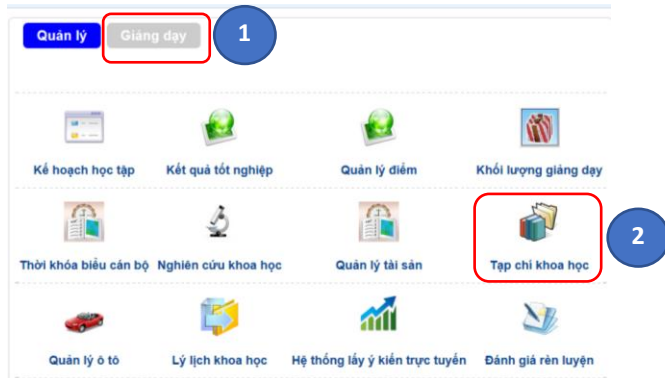 Quản lý Giảng dạy 1
Kế hoạch học tập Kết quả tốt nghiệp Quản lý điểm Khối lượng giảng dạy
2
Thời khóa biểu cán bộ Nghiên cứu khoa học Quản lý tài sản Tạp chí khoa học
Quản lý ô tô Lý lịch khoa học Hệ thống lấy ý kiến trực tuyến Đánh giá rèn luyện